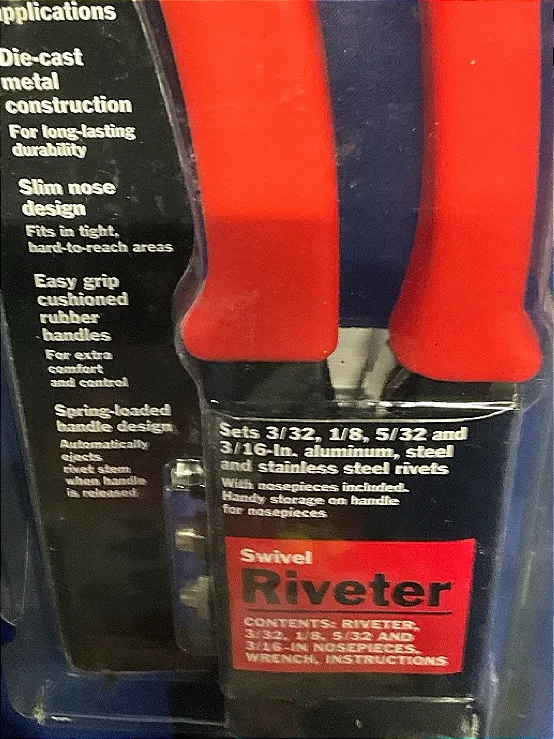 applications
Die-cast
metal
construction
For long-lasting
durability
Slim nose
design
Fits in tight,
hard-to-reach areas
Easy grip
cushioned
rubber
handles
For extra
comfort
and control
Spring-loaded
handle design
Automatically
ejects
rivet stem
when handle
is released
Sets 3/32, 1/8, 5/32 and
3/16-In. aluminum, steel
and stainless steel rivets
With nosepieces included.
Handy storage on handle
for nosepieces
Swivel
Riveter
CONTENTS: RIVETER,
3/32, 1/8, 5/32 AND
3/16-IN NOSEPIECES,
WRENCH, INSTRUCTIONS